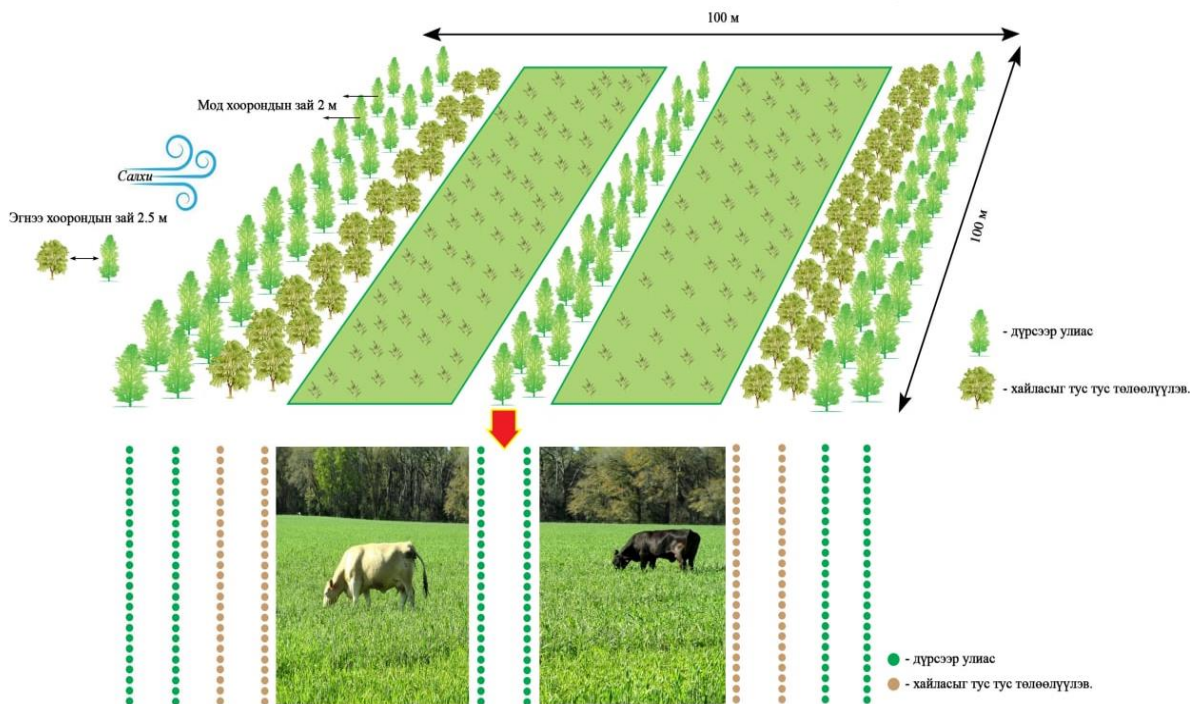 100 м
Мод хоорондын зай 2 м
Салхи
Эгнээ хоорондын зай 2.5 м
100 м
- дүрсээр улиас
- хайласыг тус тус төлөөлүүлэв.
- дүрсээр улиас
- хайласыг тус тус төлөөлүүлэв.